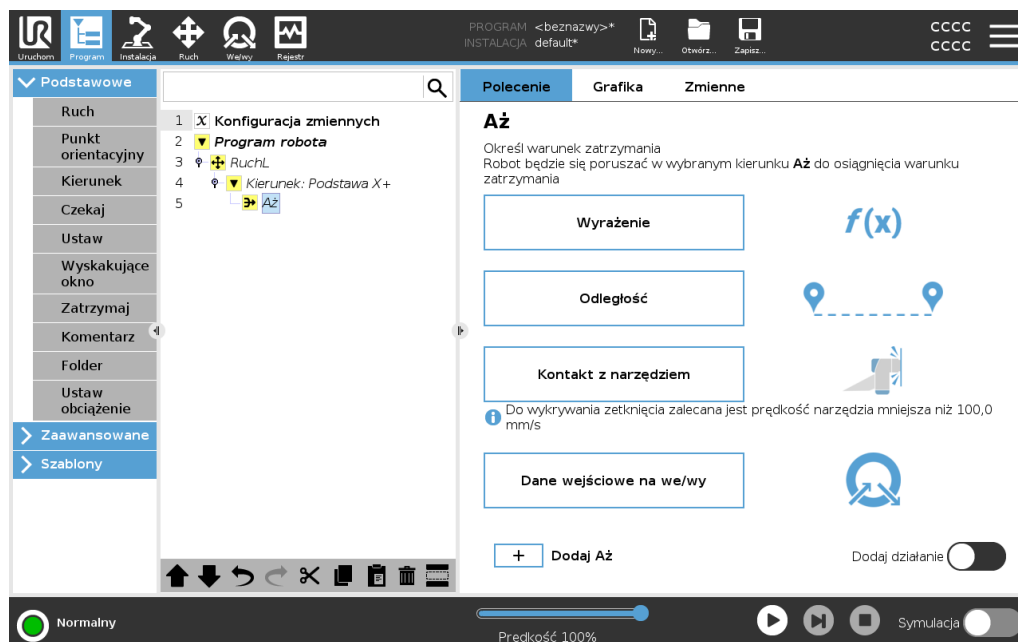 PROGRAM <beznazwy>*
INSTALACJA default*
Uruchom
Program
Instalacja
Ruch
We/wy
Rejestr
Nowy...
Otwórz...
Zapisz...
cccc
cccc
Podstawowe
Ruch
Punkt
orientacyjny
Kierunek
Czekaj
Ustaw
Wyskakujące
okno
Zatrzymaj
Komentarz
Folder
Ustaw
obciążenie
Zaawansowane
Szablony
1 X Konfiguracja zmiennych
2 Program robota
3 RuchL
4 Kierunek: Podstawa X+
5 Aż
Polecenie
Grafika
Zmienne
Aż
Określ warunek zatrzymania
Robot będzie się poruszać w wybranym kierunku Aż do osiągnięcia warunku
zatrzymania
Wyrażenie
f(x)
Odległość
Kontakt z narzędziem
Do wykrywania zetknięcia zalecana jest prędkość narzędzia mniejsza niż 100,0
mm/s
Dane wejściowe na we/wy
+ Dodaj Aż
Dodaj działanie
Normalny
Prędkość 100%
Symulacja